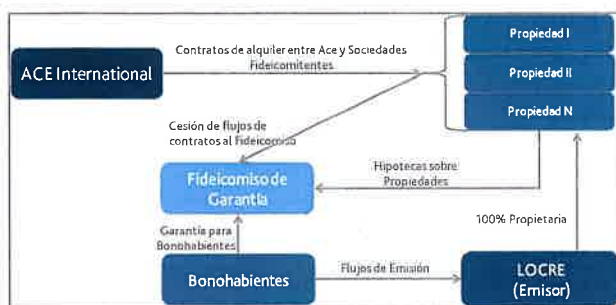 Contratos de alquiler entre Ace y Sociedades
Fideicomitentes
ACE International
Propiedad I
Propiedad II
Propiedad N
Cesión de flujos de
contratos al Fideicomiso
Fideicomiso de
Garantía
Hipotecas sobre
Propiedades
100% Propietaria
Garantía para
Bonohabientes
Bonohabientes
Flujos de Emisión
LOCRE
(Emisor)